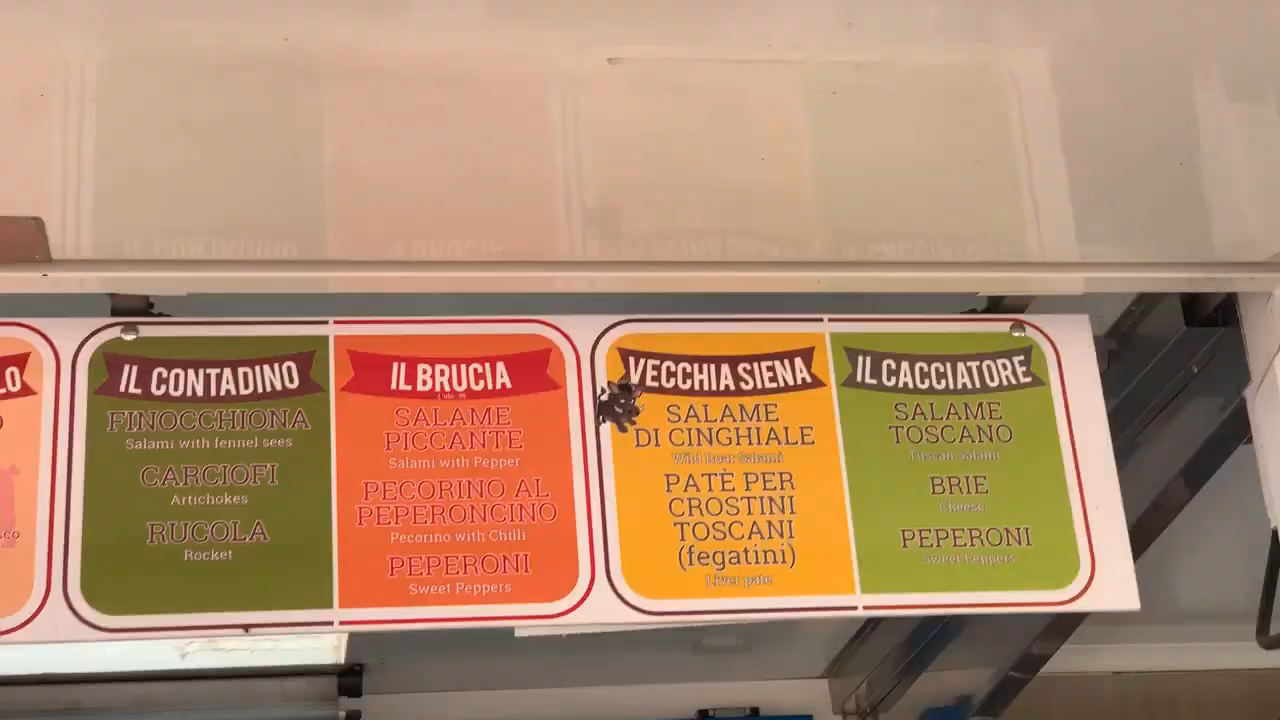 LO
IL CONTADINO
FINOCCHIONA
Salami with fennel sees
CARCIOFI
Artichokes
RUCOLA
Rocket
IL BRUCIA
SALAME
PICCANTE
Salami with Pepper
PECORINO AL
PEPERONCINO
Pecorino with Chilli
PEPERONI
Sweet Peppers
VECCHIA SIENA
SALAME
DI CINGHIALE
Wild Boar Salami
PATÈ PER
CROSTINI
TOSCANI
(fegatini)
Liver pate
IL CACCIATORE
SALAME
TOSCANO
Tuscan Salami
BRIE
Cheese
PEPERONI
Sweet Peppers